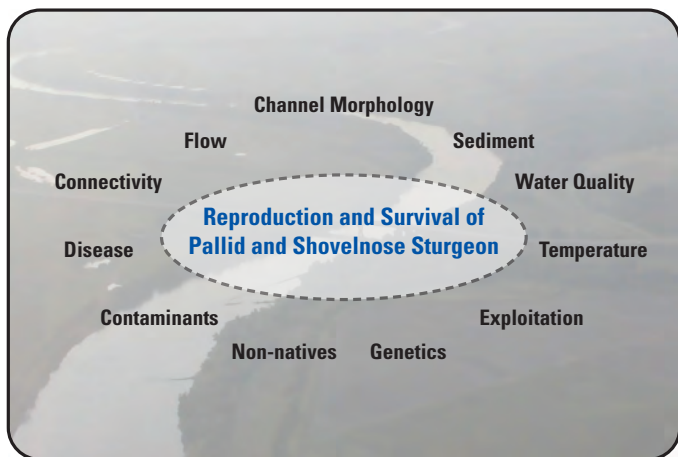 Channel Morphology
Flow
Sediment
Connectivity
Water Quality
Reproduction and Survival of
Pallid and Shovelnose Sturgeon
Disease
Temperature
Contaminants
Exploitation
Non-natives
Genetics